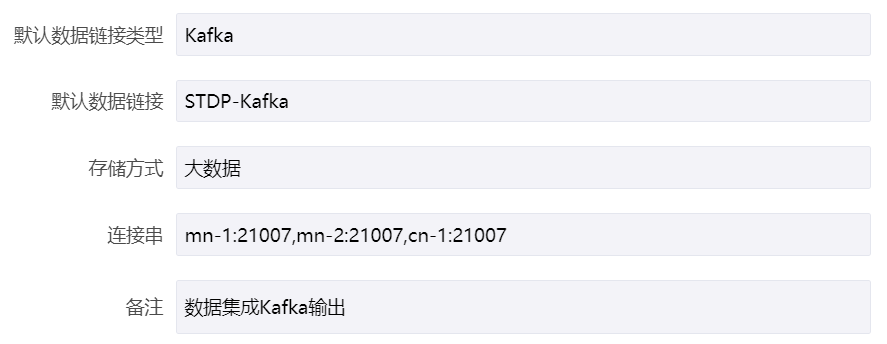 默认数据链接类型 Kafka
默认数据链接 STDP-Kafka
存储方式 大数据
连接串 mn-1:21007,mn-2:21007,cn-1:21007
备注 数据集成Kafka输出